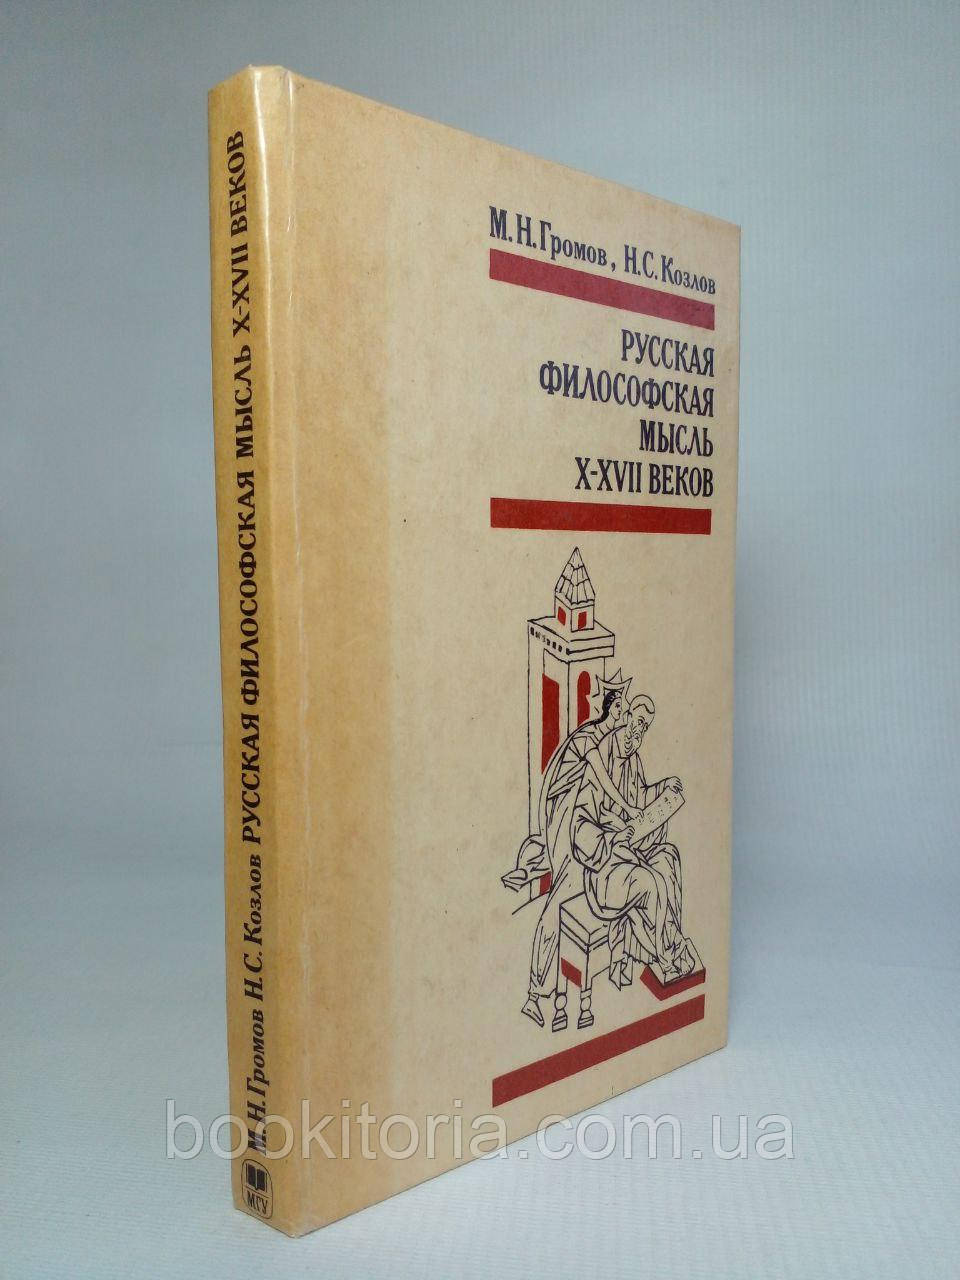 М.Н.Громов, Н.С.Козлов
РУССКАЯ
ФИЛОСОФСКАЯ
МЫСЛЬ
X-XVII ВЕКОВ
М.Н.Громов Н.С.Козлов РУССКАЯ ФИЛОСОФСКАЯ МЫСЛЬ X-XVII ВЕКОВ
МГУ
bookitoria.com.ua